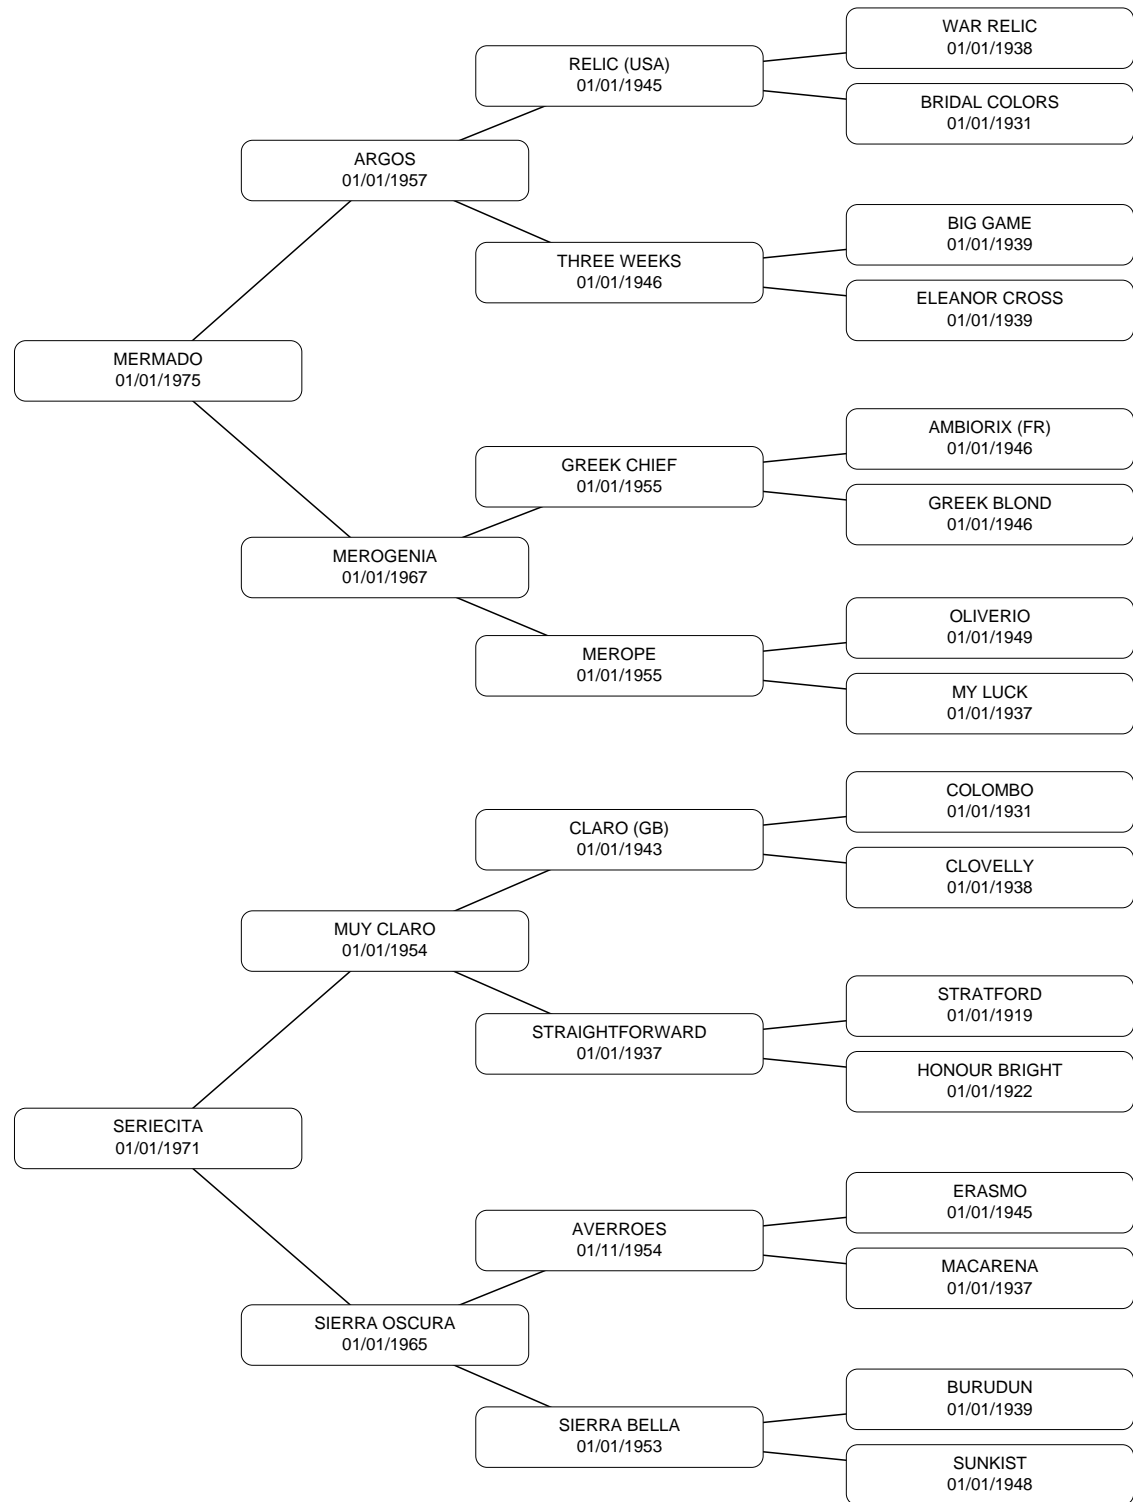 WAR RELIC
01/01/1938
RELIC (USA)
01/01/1945
BRIDAL COLORS
01/01/1931
ARGOS
01/01/1957
BIG GAME
01/01/1939
THREE WEEKS
01/01/1946
ELEANOR CROSS
01/01/1939
MERMADO
01/01/1975
AMBIORIX (FR)
01/01/1946
GREEK CHIEF
01/01/1955
GREEK BLOND
01/01/1946
MEROGENIA
01/01/1967
OLIVERIO
01/01/1949
MEROPE
01/01/1955
MY LUCK
01/01/1937
COLOMBO
01/01/1931
CLARO (GB)
01/01/1943
CLOVELLY
01/01/1938
MUY CLARO
01/01/1954
STRATFORD
01/01/1919
STRAIGHTFORWARD
01/01/1937
HONOUR BRIGHT
01/01/1922
SERIECITA
01/01/1971
ERASMO
01/01/1945
AVERROES
01/11/1954
MACARENA
01/01/1937
SIERRA OSCURA
01/01/1965
BURUDUN
01/01/1939
SIERRA BELLA
01/01/1953
SUNKIST
01/01/1948